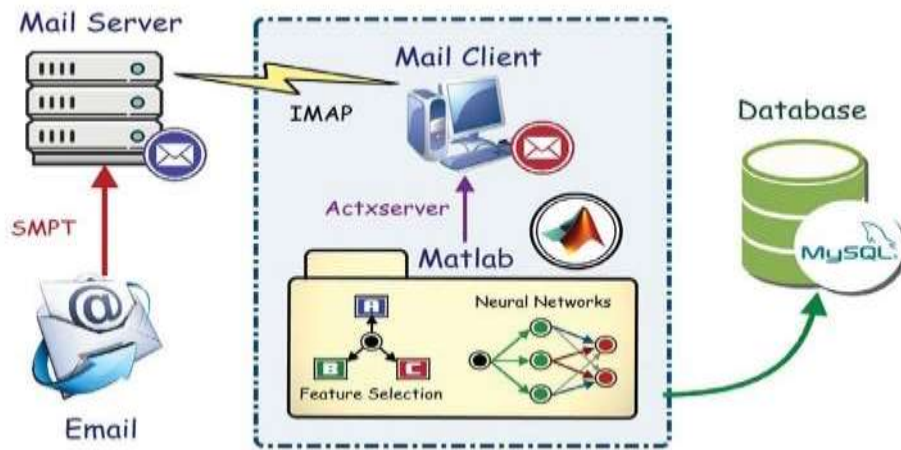 Mail Server
Mail Client
IMAP
Database
SMPT
Actxserver
MySQL
Matlab
Neural Networks
A
B
C
Feature Selection
Email
@